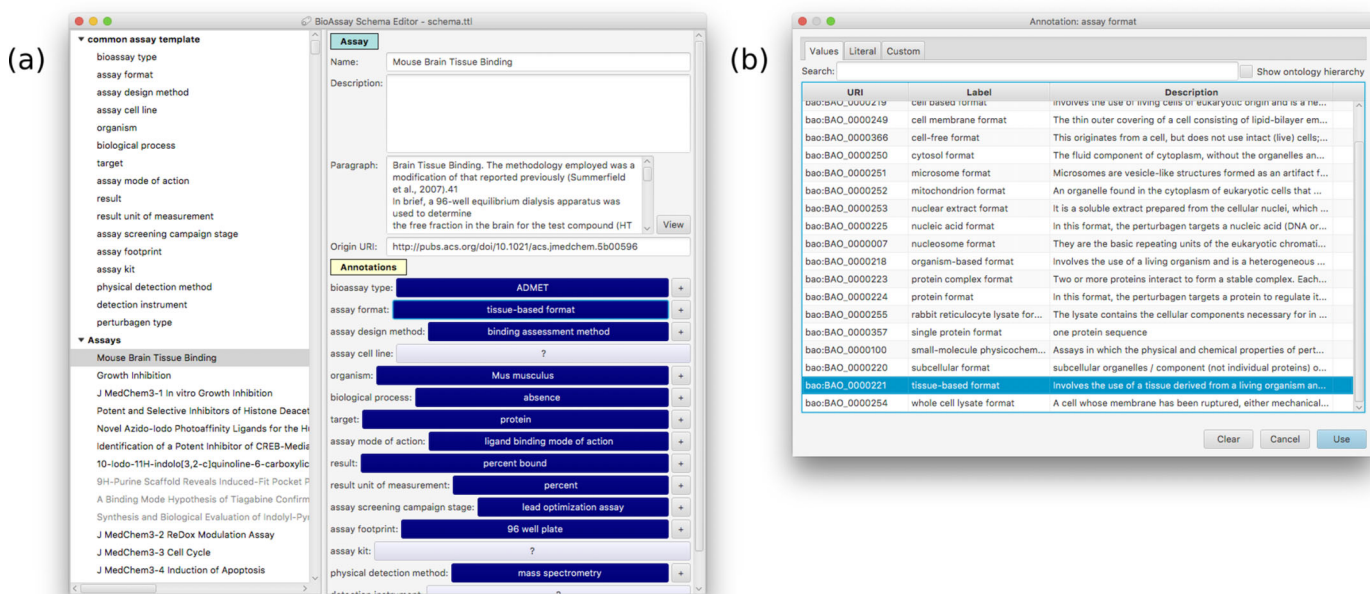 (a)
BioAssay Schema Editor - schema.ttl
common assay template
bioassay type
assay format
assay design method
assay cell line
organism
biological process
target
assay mode of action
result
result unit of measurement
assay screening campaign stage
assay footprint
assay kit
physical detection method
detection instrument
perturbagen type
Assays
Mouse Brain Tissue Binding
Growth Inhibition
J MedChem3-1 In vitro Growth Inhibition
Potent and Selective Inhibitors of Histone Deacet
Novel Azido-Iodo Photoaffinity Ligands for the Hu
Identification of a Potent Inhibitor of CREB-Media
10-Iodo-11H-indolo[3,2-c]quinoline-6-carboxylic
9H-Purine Scaffold Reveals Induced-Fit Pocket P
A Binding Mode Hypothesis of Tiagabine Confirm
Synthesis and Biological Evaluation of Indolyl-Py
J MedChem3-2 ReDox Modulation Assay
J MedChem3-3 Cell Cycle
J MedChem3-4 Induction of Apoptosis
Assay
Name: Mouse Brain Tissue Binding
Description:
Paragraph: Brain Tissue Binding. The methodology employed was a
modification of that reported previously (Summerfield
et al., 2007).41
In brief, a 96-well equilibrium dialysis apparatus was
used to determine
the free fraction in the brain for the test compound (HT
View
Origin URI: http://pubs.acs.org/doi/10.1021/acs.jmedchem.5b00596
Annotations
bioassay type: ADMET +
assay format: tissue-based format +
assay design method: binding assessment method +
assay cell line: ?
organism: Mus musculus +
biological process: absence +
target: protein +
assay mode of action: ligand binding mode of action +
result: percent bound +
result unit of measurement: percent +
assay screening campaign stage: lead optimization assay +
assay footprint: 96 well plate +
assay kit: ?
physical detection method: mass spectrometry +
detection instrument: ?
(b)
Annotation: assay format
Values Literal Custom
Search: Show ontology hierarchy
URI Label Description
bao:BAO_0000219 cell based format Involves the use of living cells of eukaryotic origin and is a he...
bao:BAO_0000249 cell membrane format The thin outer covering of a cell consisting of lipid-bilayer em...
bao:BAO_0000366 cell-free format This originates from a cell, but does not use intact (live) cells;...
bao:BAO_0000250 cytosol format The fluid component of cytoplasm, without the organelles an...
bao:BAO_0000251 microsome format Microsomes are vesicle-like structures formed as an artifact f...
bao:BAO_0000252 mitochondrion format An organelle found in the cytoplasm of eukaryotic cells that ...
bao:BAO_0000253 nuclear extract format It is a soluble extract prepared from the cellular nuclei, which ...
bao:BAO_0000225 nucleic acid format In this format, the perturbagen targets a nucleic acid (DNA or...
bao:BAO_0000007 nucleosome format They are the basic repeating units of the eukaryotic chromati...
bao:BAO_0000218 organism-based format Involves the use of a living organism and is a heterogeneous ...
bao:BAO_0000223 protein complex format Two or more proteins interact to form a stable complex. Each...
bao:BAO_0000224 protein format In this format, the perturbagen targets a protein to regulate it...
bao:BAO_0000255 rabbit reticulocyte lysate for... The lysate contains the cellular components necessary for in ...
bao:BAO_0000357 single protein format one protein sequence
bao:BAO_0000100 small-molecule physicochem... Assays in which the physical and chemical properties of pert...
bao:BAO_0000220 subcellular format subcellular organelles / component (not individual proteins) o...
bao:BAO_0000221 tissue-based format Involves the use of a tissue derived from a living organism an...
bao:BAO_0000254 whole cell lysate format A cell whose membrane has been ruptured, either mechanical...
Clear Cancel Use